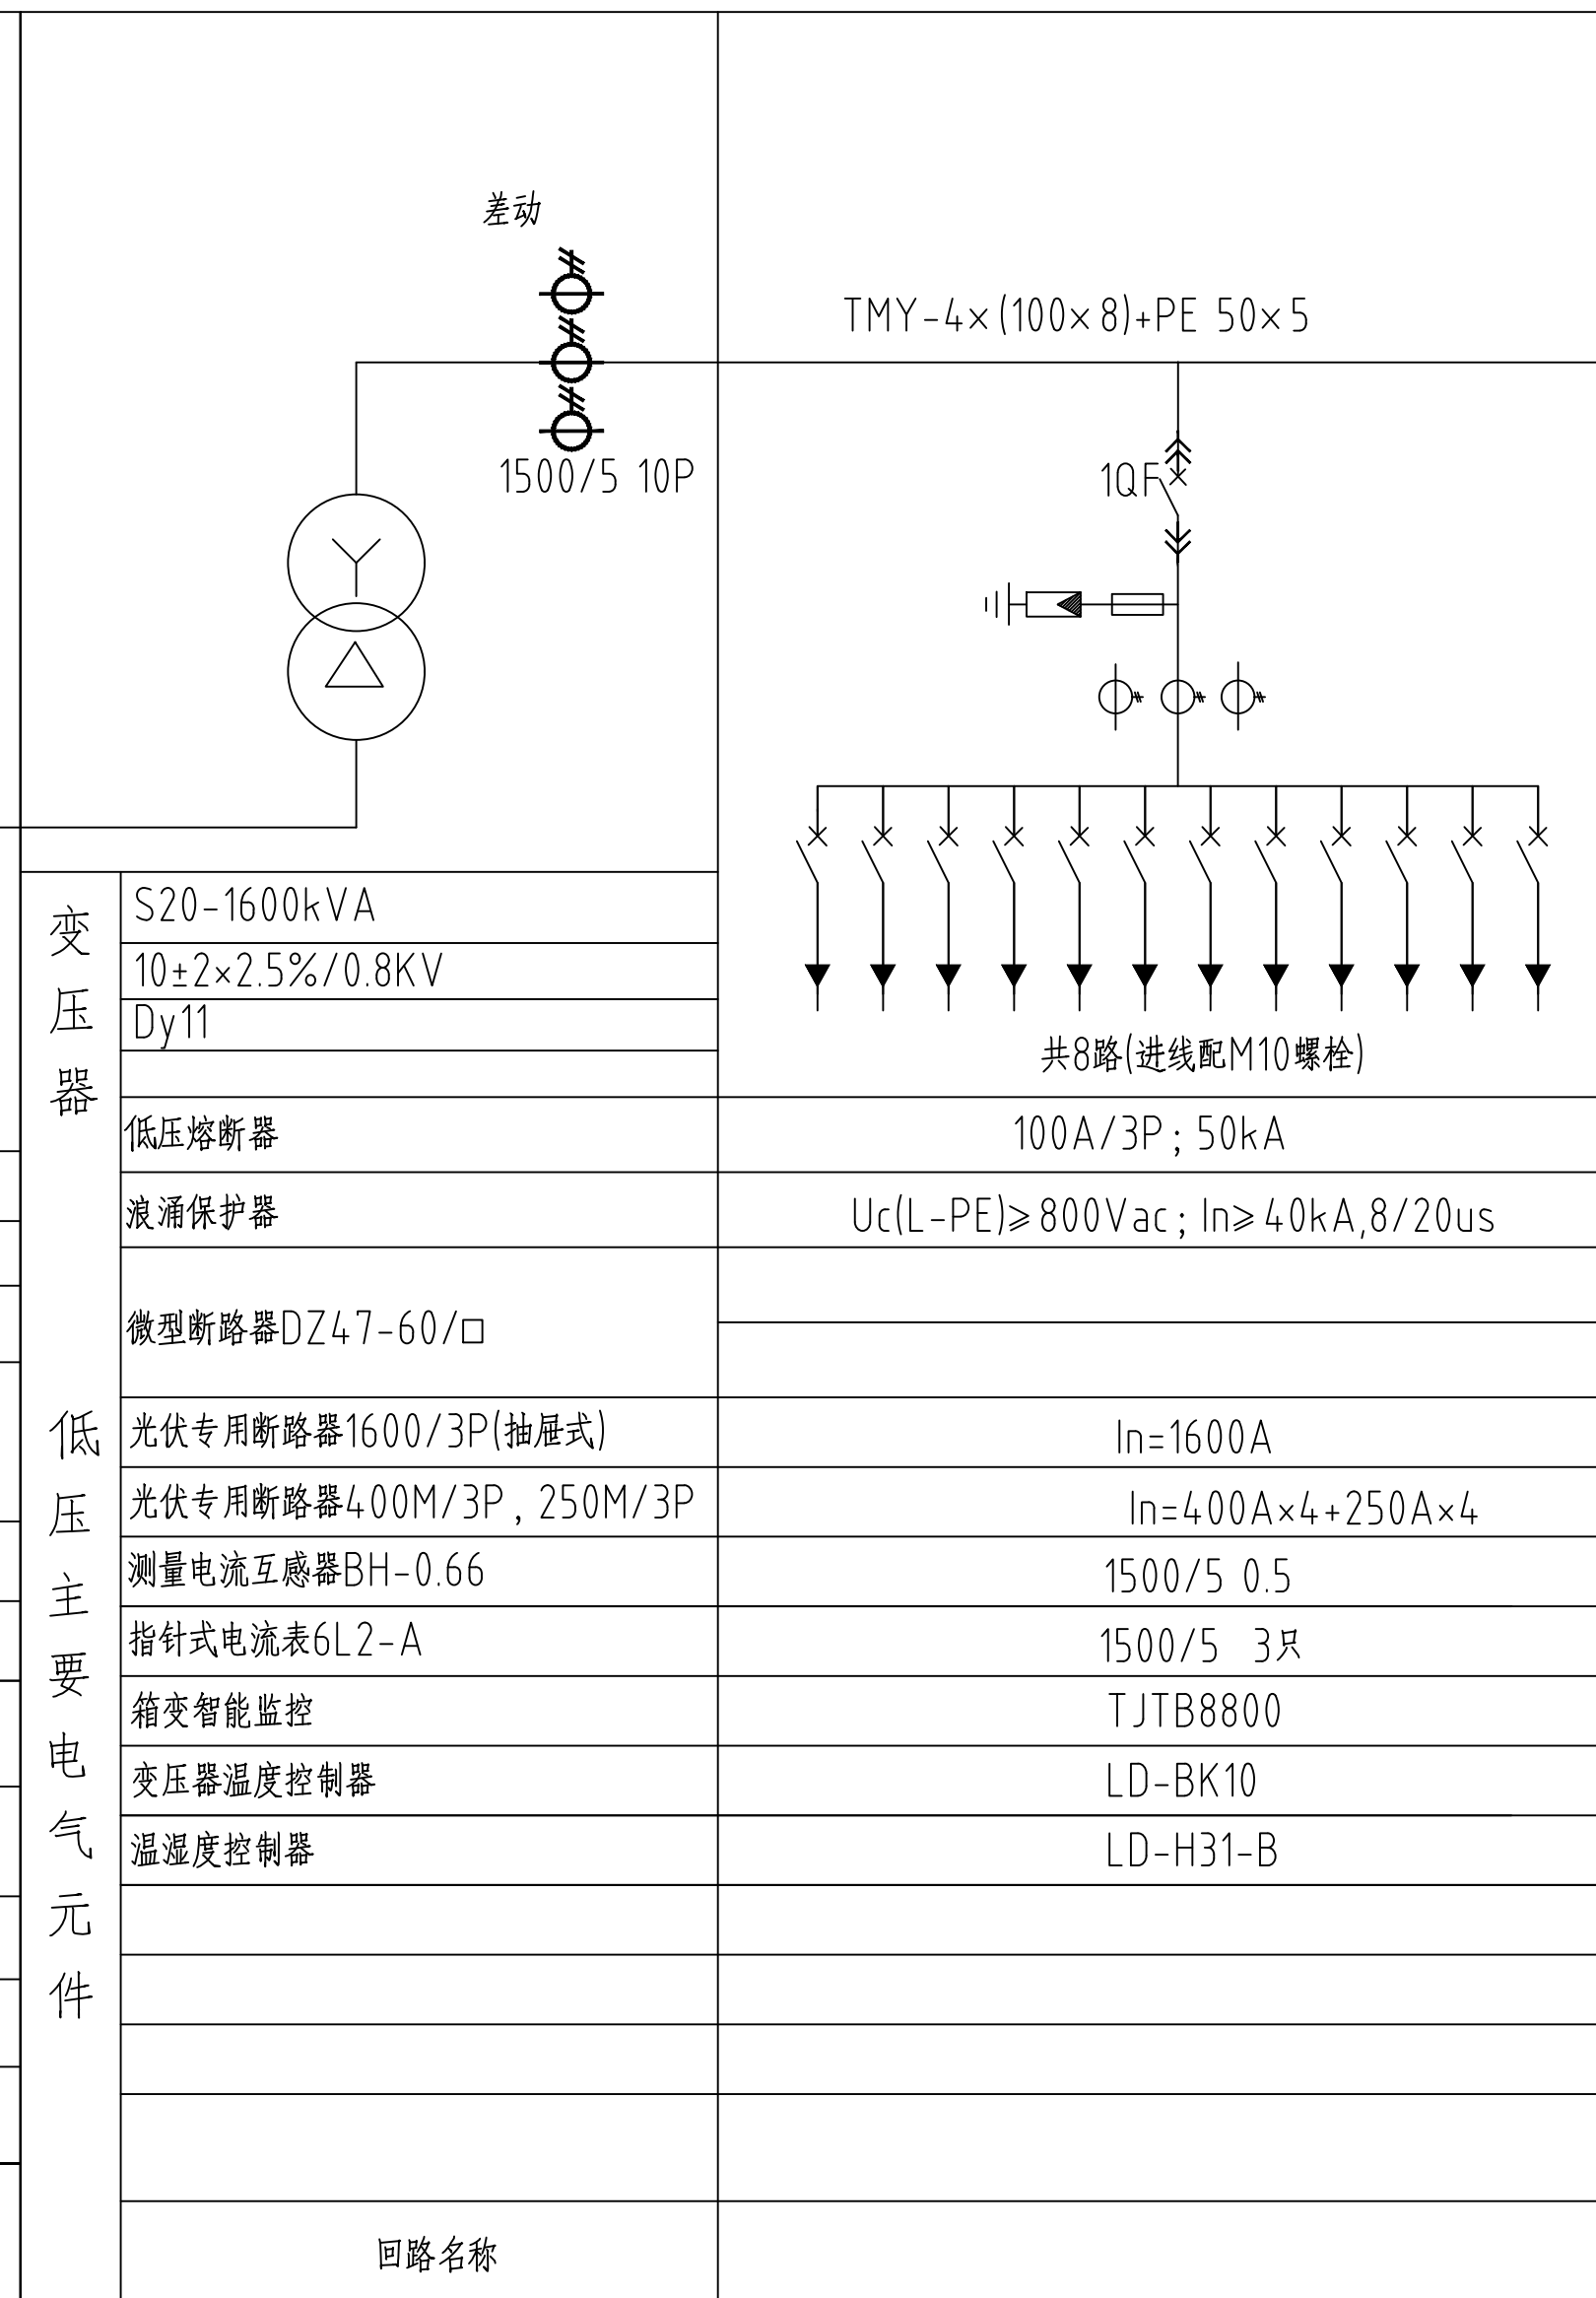 差动
TMY-4×(100×8)+PE 50×5
1500/5 10P
1QF
共8路(进线配M10螺栓)
变压器
S20-1600kVA
10±2×2.5%/0.8KV
Dy11
低压主要电气元件
低压熔断器
100A/3P; 50kA
浪涌保护器
Uc(L-PE)≥800Vac; In≥40kA,8/20us
微型断路器DZ47-60/□
光伏专用断路器1600/3P(抽屉式)
In=1600A
光伏专用断路器400M/3P, 250M/3P
In=400A×4+250A×4
测量电流互感器BH-0.66
1500/5 0.5
指针式电流表6L2-A
1500/5 3只
箱变智能监控
TJTB8800
变压器温度控制器
LD-BK10
温湿度控制器
LD-H31-B
回路名称